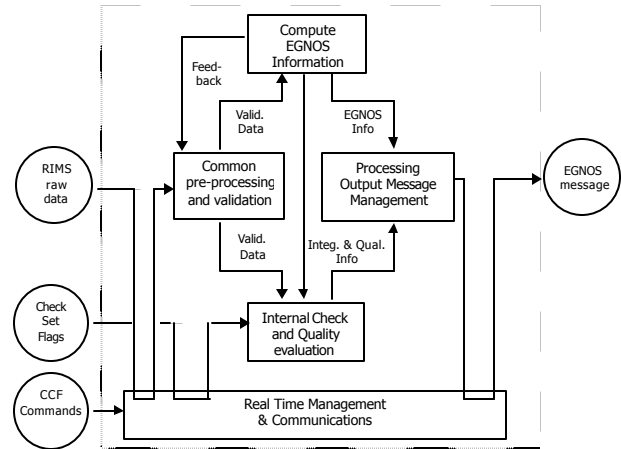 Compute
EGNOS
Information
Feed-
back
Valid.
Data
EGNOS
Info
RIMS
raw
data
Common
pre-processing
and validation
Processing
Output Message
Management
EGNOS
message
Valid.
Data
Integ. & Qual.
Info
Check
Set
Flags
Internal Check
and Quality
evaluation
CCF
Commands
Real Time Management
& Communications